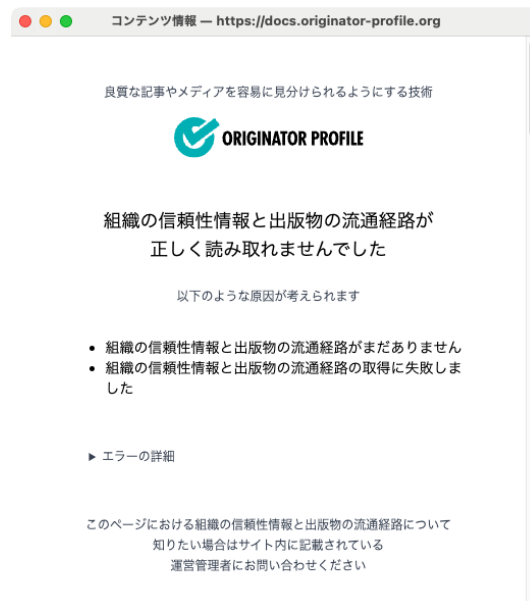 コンテンツ情報 — https://docs.originator-profile.org
良質な記事やメディアを容易に見分けられるようにする技術
ORIGINATOR PROFILE
組織の信頼性情報と出版物の流通経路が
正しく読み取れませんでした
以下のような原因が考えられます
• 組織の信頼性情報と出版物の流通経路がまだありません
• 組織の信頼性情報と出版物の流通経路の取得に失敗しま
した
▶ エラーの詳細
このページにおける組織の信頼性情報と出版物の流通経路について
知りたい場合はサイト内に記載されている
運営管理者にお問い合わせください